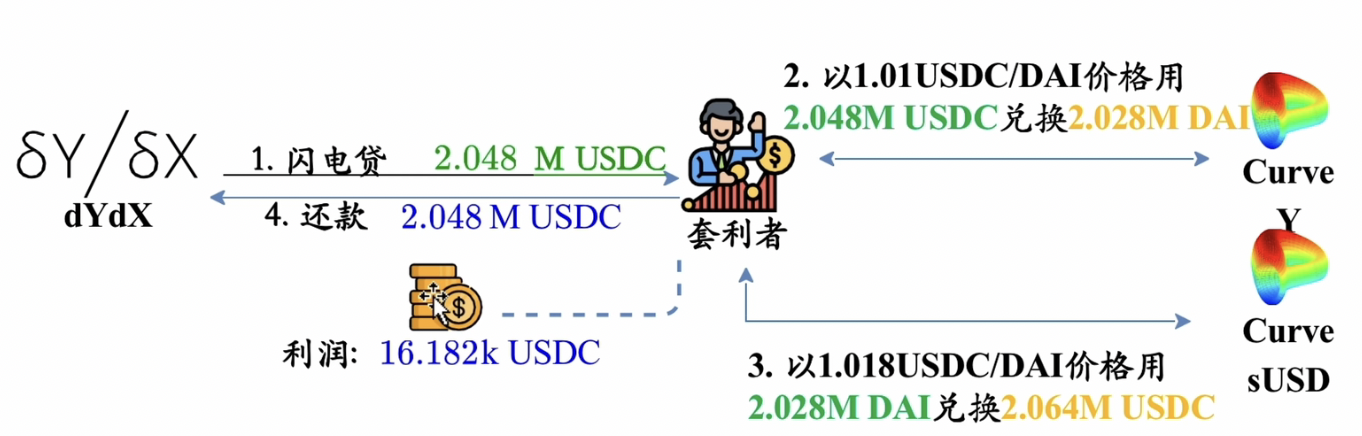 2. 以1.01USDC/DAI价格用
2.048M USDC兑换2.028M DAI
δY/δX
dYdX
1. 闪电贷 2.048 M USDC
4. 还款 2.048 M USDC
套利者
Curve
Y
利润: 16.182k USDC
Curve
sUSD
3. 以1.018USDC/DAI价格用
2.028M DAI兑换2.064M USDC